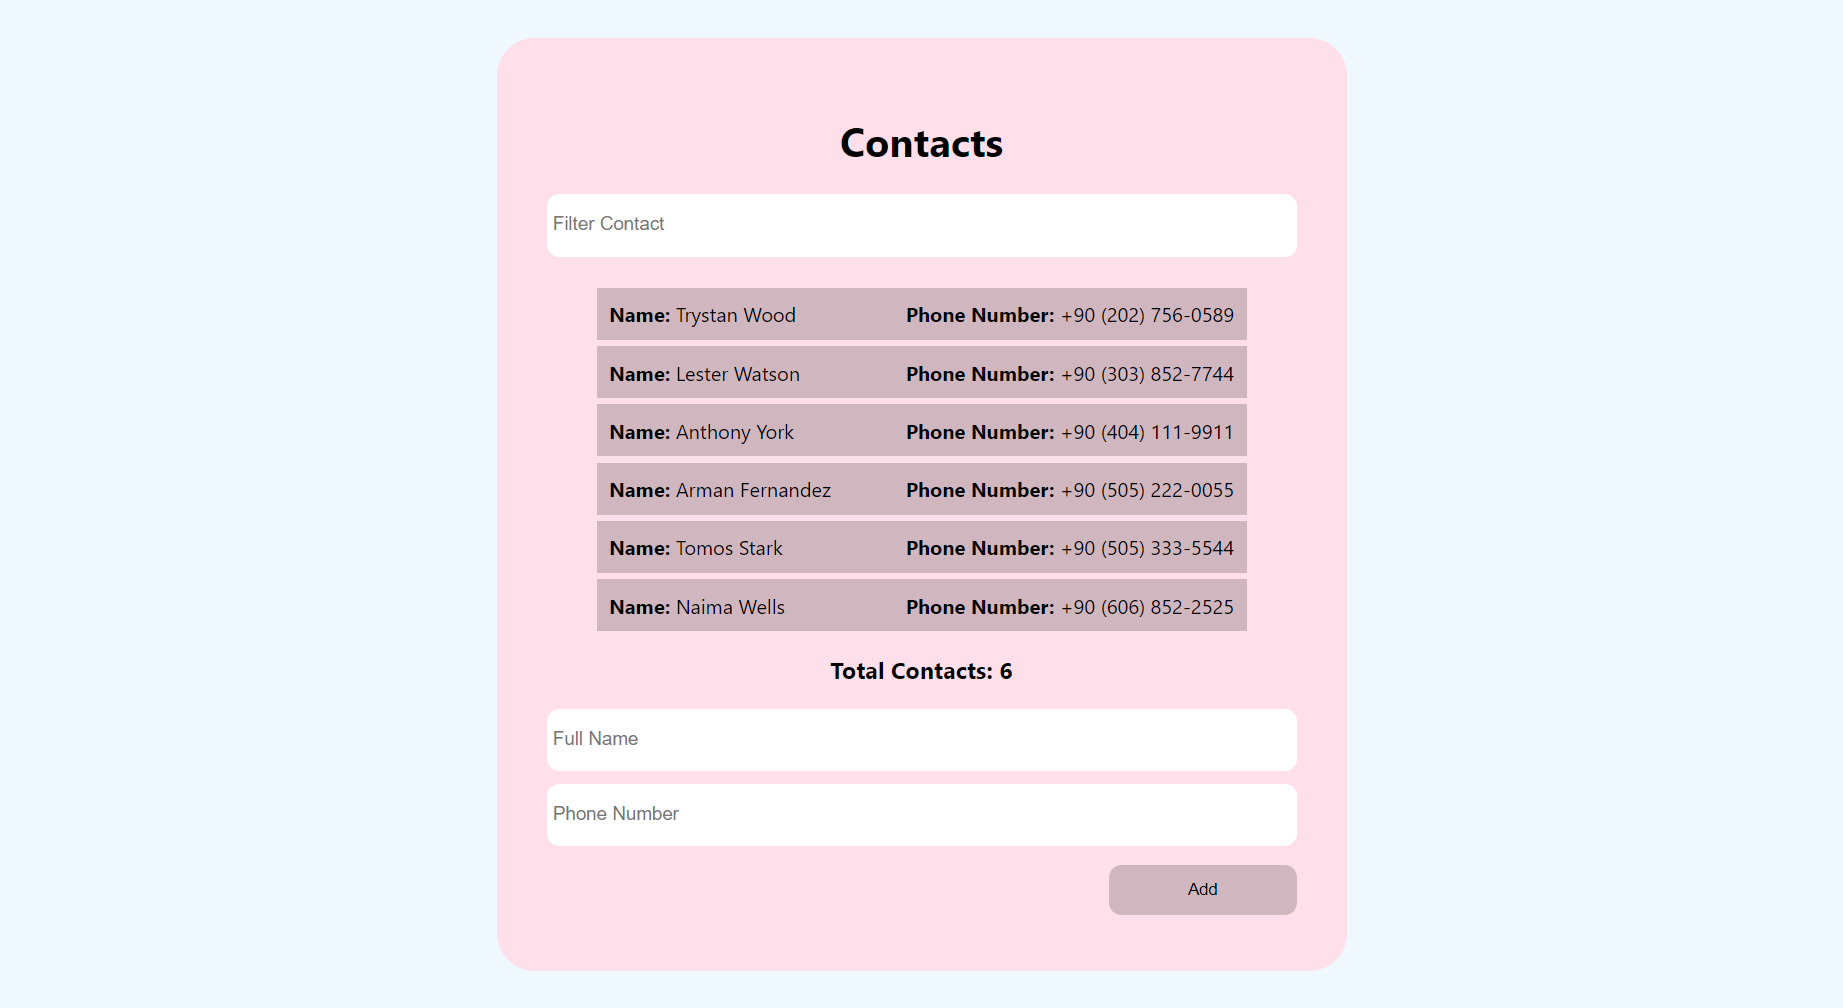 Contacts
Filter Contact
Name: Trystan Wood Phone Number: +90 (202) 756-0589
Name: Lester Watson Phone Number: +90 (303) 852-7744
Name: Anthony York Phone Number: +90 (404) 111-9911
Name: Arman Fernandez Phone Number: +90 (505) 222-0055
Name: Tomos Stark Phone Number: +90 (505) 333-5544
Name: Naima Wells Phone Number: +90 (606) 852-2525
Total Contacts: 6
Full Name
Phone Number
Add